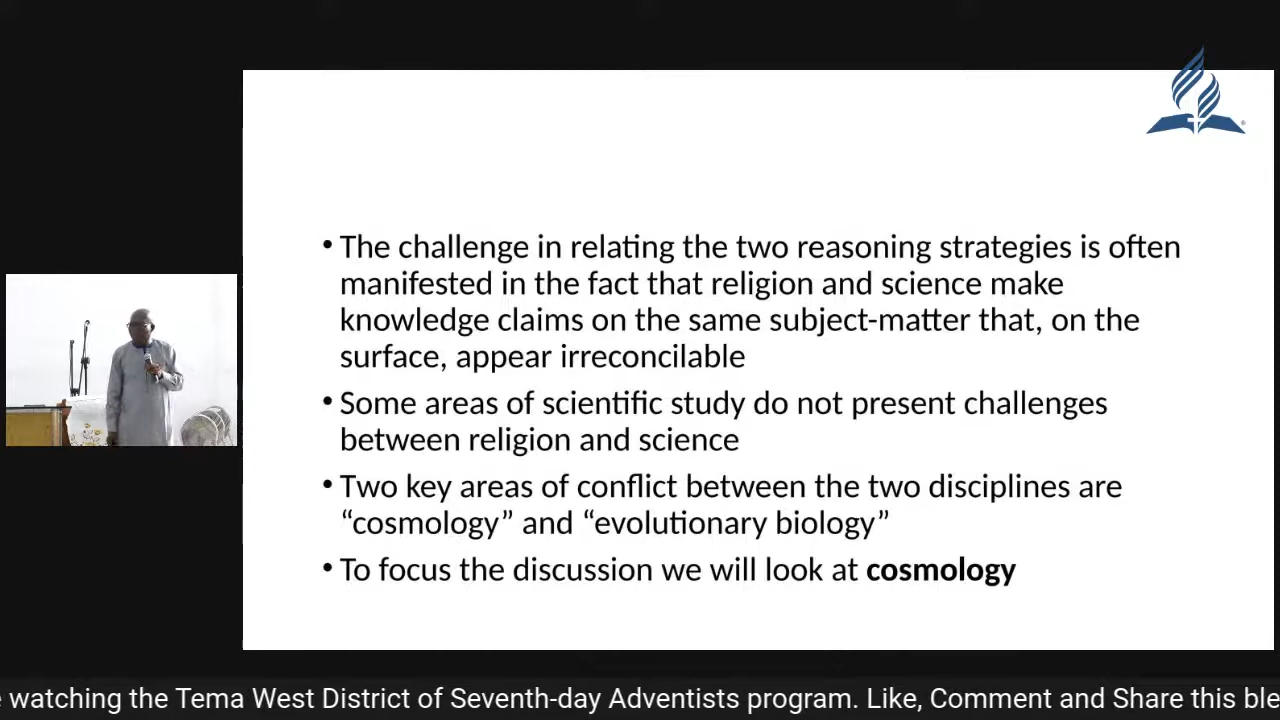 • The challenge in relating the two reasoning strategies is often
manifested in the fact that religion and science make
knowledge claims on the same subject-matter that, on the
surface, appear irreconcilable
• Some areas of scientific study do not present challenges
between religion and science
• Two key areas of conflict between the two disciplines are
“cosmology” and “evolutionary biology”
• To focus the discussion we will look at cosmology
watching the Tema West District of Seventh-day Adventists program. Like, Comment and Share this